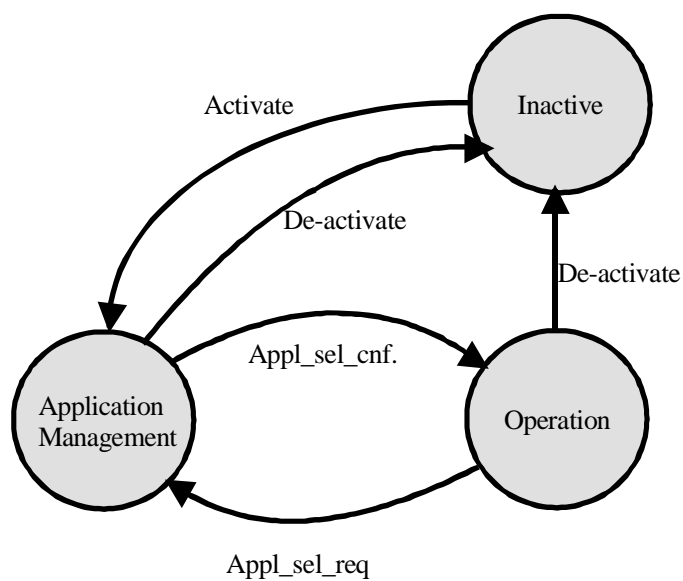 Activate
Inactive
De-activate
De-activate
Appl_sel_cnf.
Application
Management
Operation
Appl_sel_req